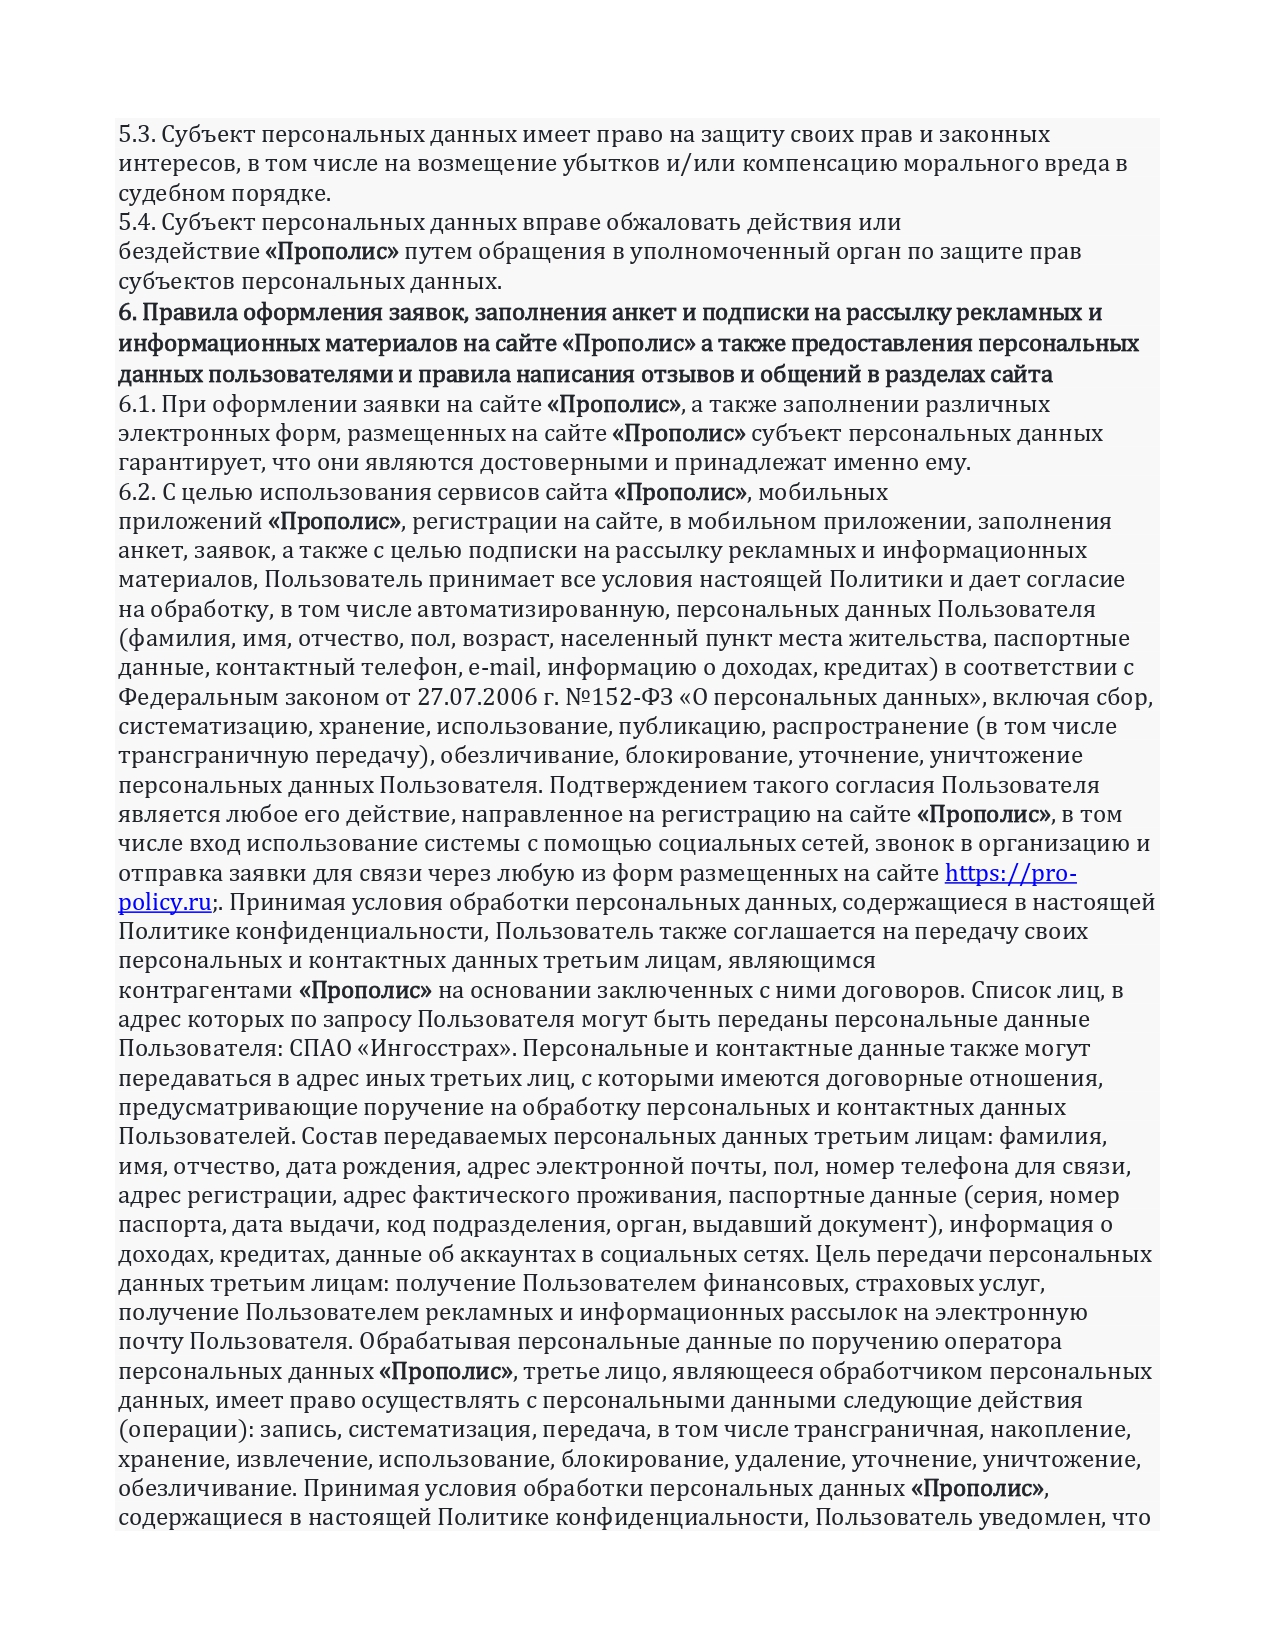 5.3. Субъект персональных данных имеет право на защиту своих прав и законных
интересов, в том числе на возмещение убытков и/или компенсацию морального вреда в
судебном порядке.
5.4. Субъект персональных данных вправе обжаловать действия или
бездействие «Прополис» путем обращения в уполномоченный орган по защите прав
субъектов персональных данных.
6. Правила оформления заявок, заполнения анкет и подписки на рассылку рекламных и
информационных материалов на сайте «Прополис» а также предоставления персональных
данных пользователями и правила написания отзывов и общений в разделах сайта
6.1. При оформлении заявки на сайте «Прополис», а также заполнении различных
электронных форм, размещенных на сайте «Прополис» субъект персональных данных
гарантирует, что они являются достоверными и принадлежат именно ему.
6.2. С целью использования сервисов сайта «Прополис», мобильных
приложений «Прополис», регистрации на сайте, в мобильном приложении, заполнения
анкет, заявок, а также с целью подписки на рассылку рекламных и информационных
материалов, Пользователь принимает все условия настоящей Политики и дает согласие
на обработку, в том числе автоматизированную, персональных данных Пользователя
(фамилия, имя, отчество, пол, возраст, населенный пункт места жительства, паспортные
данные, контактный телефон, e-mail, информацию о доходах, кредитах) в соответствии с
Федеральным законом от 27.07.2006 г. №152-ФЗ «О персональных данных», включая сбор,
систематизацию, хранение, использование, публикацию, распространение (в том числе
трансграничную передачу), обезличивание, блокирование, уточнение, уничтожение
персональных данных Пользователя. Подтверждением такого согласия Пользователя
является любое его действие, направленное на регистрацию на сайте «Прополис», в том
числе вход использование системы с помощью социальных сетей, звонок в организацию и
отправка заявки для связи через любую из форм размещенных на сайте https://pro-
policy.ru;. Принимая условия обработки персональных данных, содержащиеся в настоящей
Политике конфиденциальности, Пользователь также соглашается на передачу своих
персональных и контактных данных третьим лицам, являющимся
контрагентами «Прополис» на основании заключенных с ними договоров. Список лиц, в
адрес которых по запросу Пользователя могут быть переданы персональные данные
Пользователя: СПАО «Ингосстрах». Персональные и контактные данные также могут
передаваться в адрес иных третьих лиц, с которыми имеются договорные отношения,
предусматривающие поручение на обработку персональных и контактных данных
Пользователей. Состав передаваемых персональных данных третьим лицам: фамилия,
имя, отчество, дата рождения, адрес электронной почты, пол, номер телефона для связи,
адрес регистрации, адрес фактического проживания, паспортные данные (серия, номер
паспорта, дата выдачи, код подразделения, орган, выдавший документ), информация о
доходах, кредитах, данные об аккаунтах в социальных сетях. Цель передачи персональных
данных третьим лицам: получение Пользователем финансовых, страховых услуг,
получение Пользователем рекламных и информационных рассылок на электронную
почту Пользователя. Обрабатывая персональные данные по поручению оператора
персональных данных «Прополис», третье лицо, являющееся обработчиком персональных
данных, имеет право осуществлять с персональными данными следующие действия
(операции): запись, систематизация, передача, в том числе трансграничная, накопление,
хранение, извлечение, использование, блокирование, удаление, уточнение, уничтожение,
обезличивание. Принимая условия обработки персональных данных «Прополис»,
содержащиеся в настоящей Политике конфиденциальности, Пользователь уведомлен, что